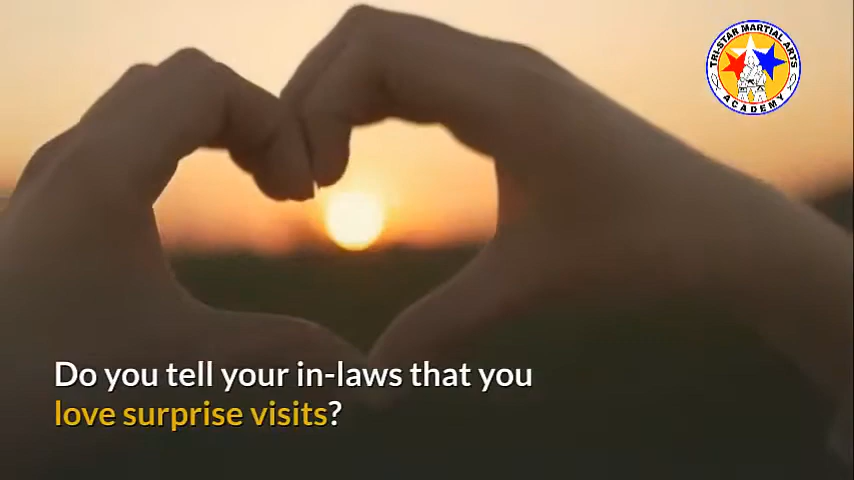 TRI-STAR MARTIAL ARTS
ACADEMY
Do you tell your in-laws that you
love surprise visits?